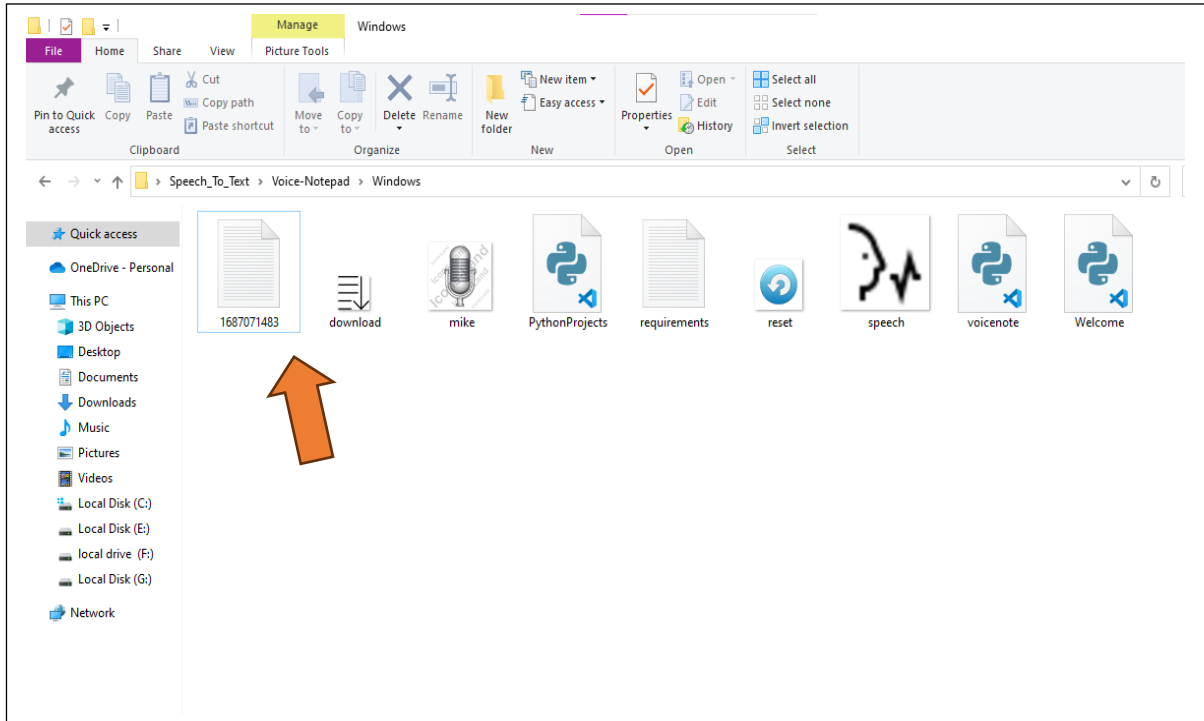 Manage Windows
File Home Share View Picture Tools
Pin to Quick access
Copy
Paste
Cut
Copy path
Paste shortcut
Clipboard
Move to
Copy to
Delete
Rename
Organize
New folder
New item
Easy access
New
Properties
Open
Edit
History
Open
Select all
Select none
Invert selection
Select
Speech_To_Text > Voice-Notepad > Windows
Quick access
OneDrive - Personal
This PC
3D Objects
Desktop
Documents
Downloads
Music
Pictures
Videos
Local Disk (C:)
Local Disk (E:)
local drive (F:)
Local Disk (G:)
Network
1687071483 download mike PythonProjects requirements reset speech voicenote Welcome